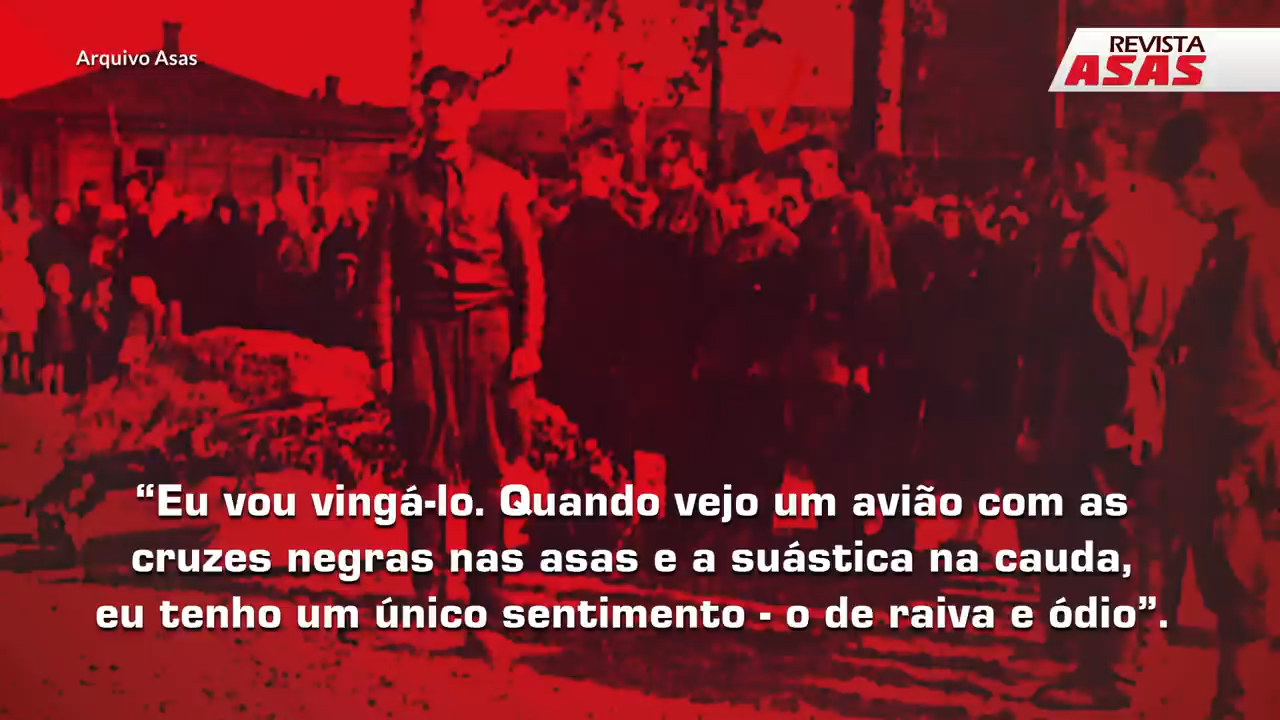 Arquivo Asas
REVISTA
ASAS
“Eu vou vingá-lo. Quando vejo um avião com as
cruzes negras nas asas e a suástica na cauda,
eu tenho um único sentimento - o de raiva e ódio”.